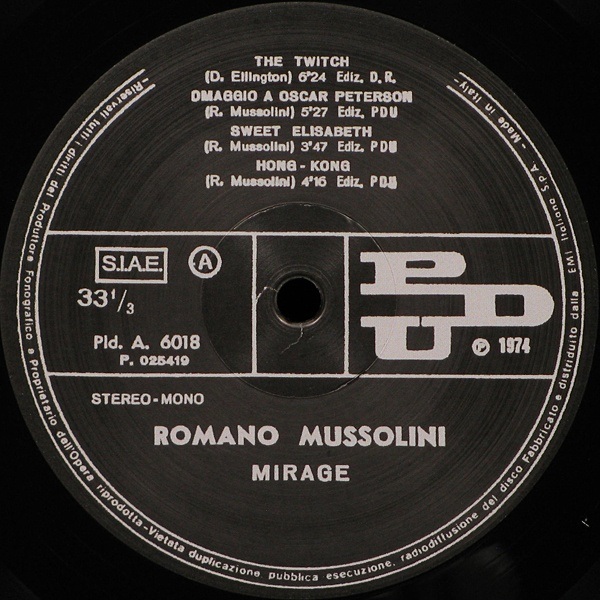 THE TWITCH
(D. Ellington) 6'24 Ediz. D. R.
OMAGGIO A OSCAR PETERSON
(R. Mussolini) 5'27 Ediz. PDU
SWEET ELISABETH
(R. Mussolini) 3'47 Ediz. PDU
HONG-KONG
(R. Mussolini) 4'16 Ediz. PDU
S.I.A.E. A
33 1/3
Pld. A. 6018
P. 025419
PDU
℗ 1974
STEREO-MONO
ROMANO MUSSOLINI
MIRAGE
-Riservati tutti i diritti del Produttore Fonografico e Proprietario dell'Opera riprodotta-Vietata duplicazione pubblica esecuzione, radiodiffusione del disco Fabbricato e distribuito dalla EMI Italiana S.p.A. - Made in Italy-